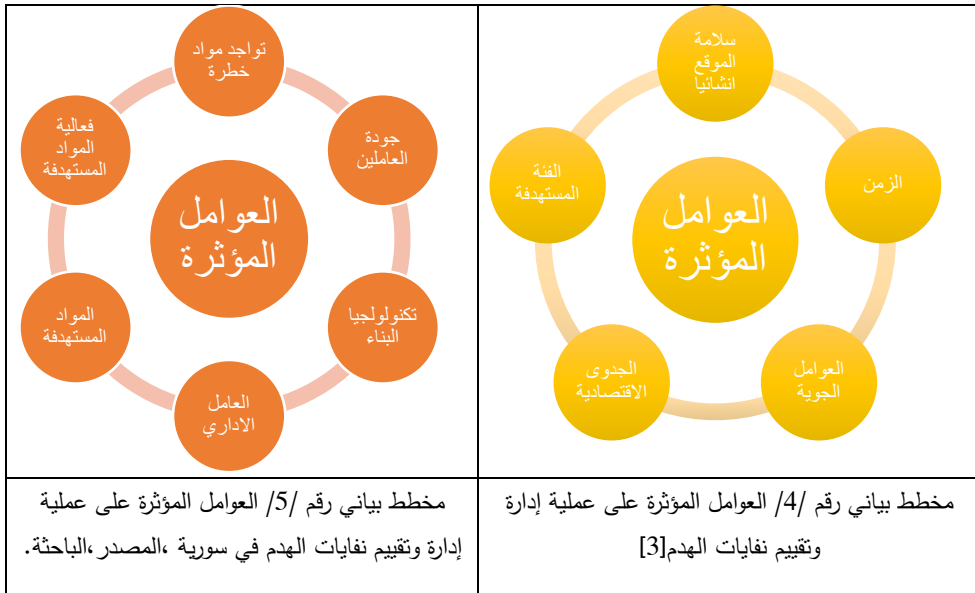 سلامة
الموقع
انشائيا
الزمن
العوامل
الجوية
الجدوى
الاقتصادية
الفئة
المستهدفة
العوامل
المؤثرة
مخطط بياني رقم /4/ العوامل المؤثرة على عملية إدارة
وتقييم نفايات الهدم[3]
تواجد مواد
خطرة
جودة
العاملين
تكنولولجيا
البناء
العامل
الاداري
المواد
المستهدفة
فعالية
المواد
المستهدفة
العوامل
المؤثرة
مخطط بياني رقم /5/ العوامل المؤثرة على عملية
إدارة وتقييم نفايات الهدم في سورية ،المصدر،الباحثة.